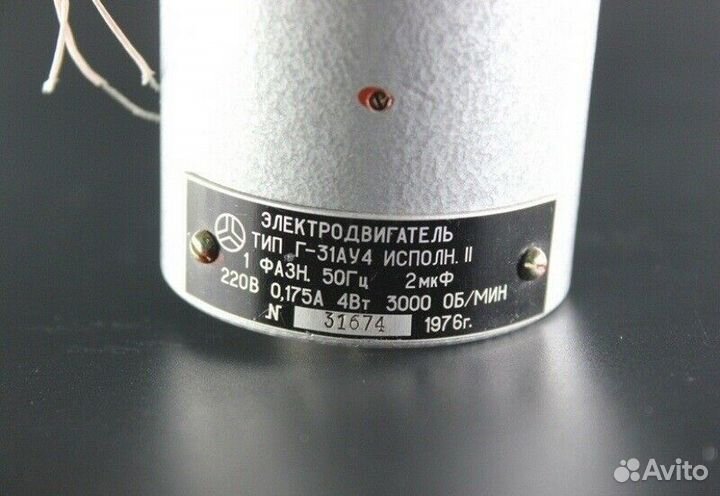 ЭЛЕКТРОДВИГАТЕЛЬ
ТИП Г-31АУ4 ИСПОЛН. II
1 ФАЗН. 50Гц 2мкФ
220В 0,175А 4Вт 3000 ОБ/МИН
N 31674 1976г.
Avito